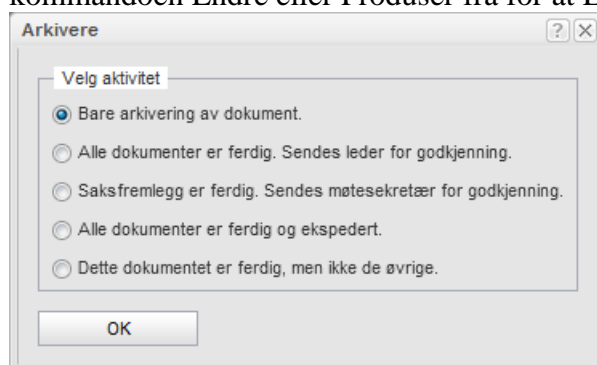 kommandoen Endre eller Produser fra for at
Arkivere
Velg aktivitet
Bare arkivering av dokument.
Alle dokumenter er ferdig. Sendes leder for godkjenning.
Saksfremlegg er ferdig. Sendes møtesekretær for godkjenning.
Alle dokumenter er ferdig og ekspedert.
Dette dokumentet er ferdig, men ikke de øvrige.
OK